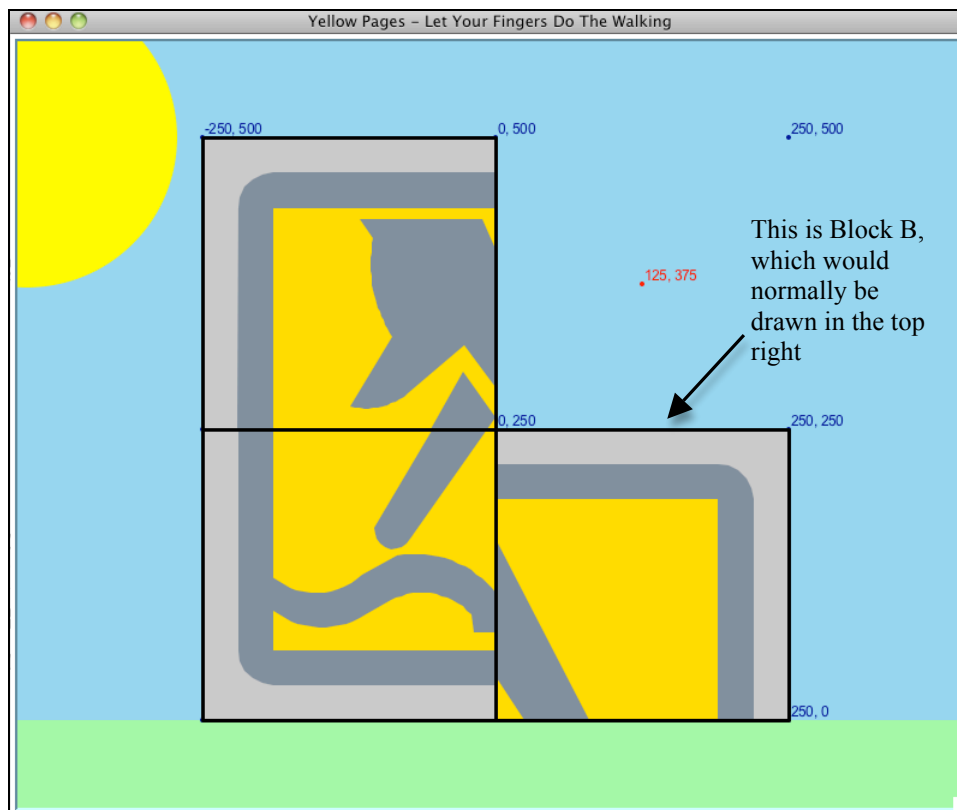 Yellow Pages – Let Your Fingers Do The Walking
-250, 500
0, 500
250, 500
This is Block B,
which would
normally be
drawn in the top
right
125, 375
0, 250
250, 250
250, 0